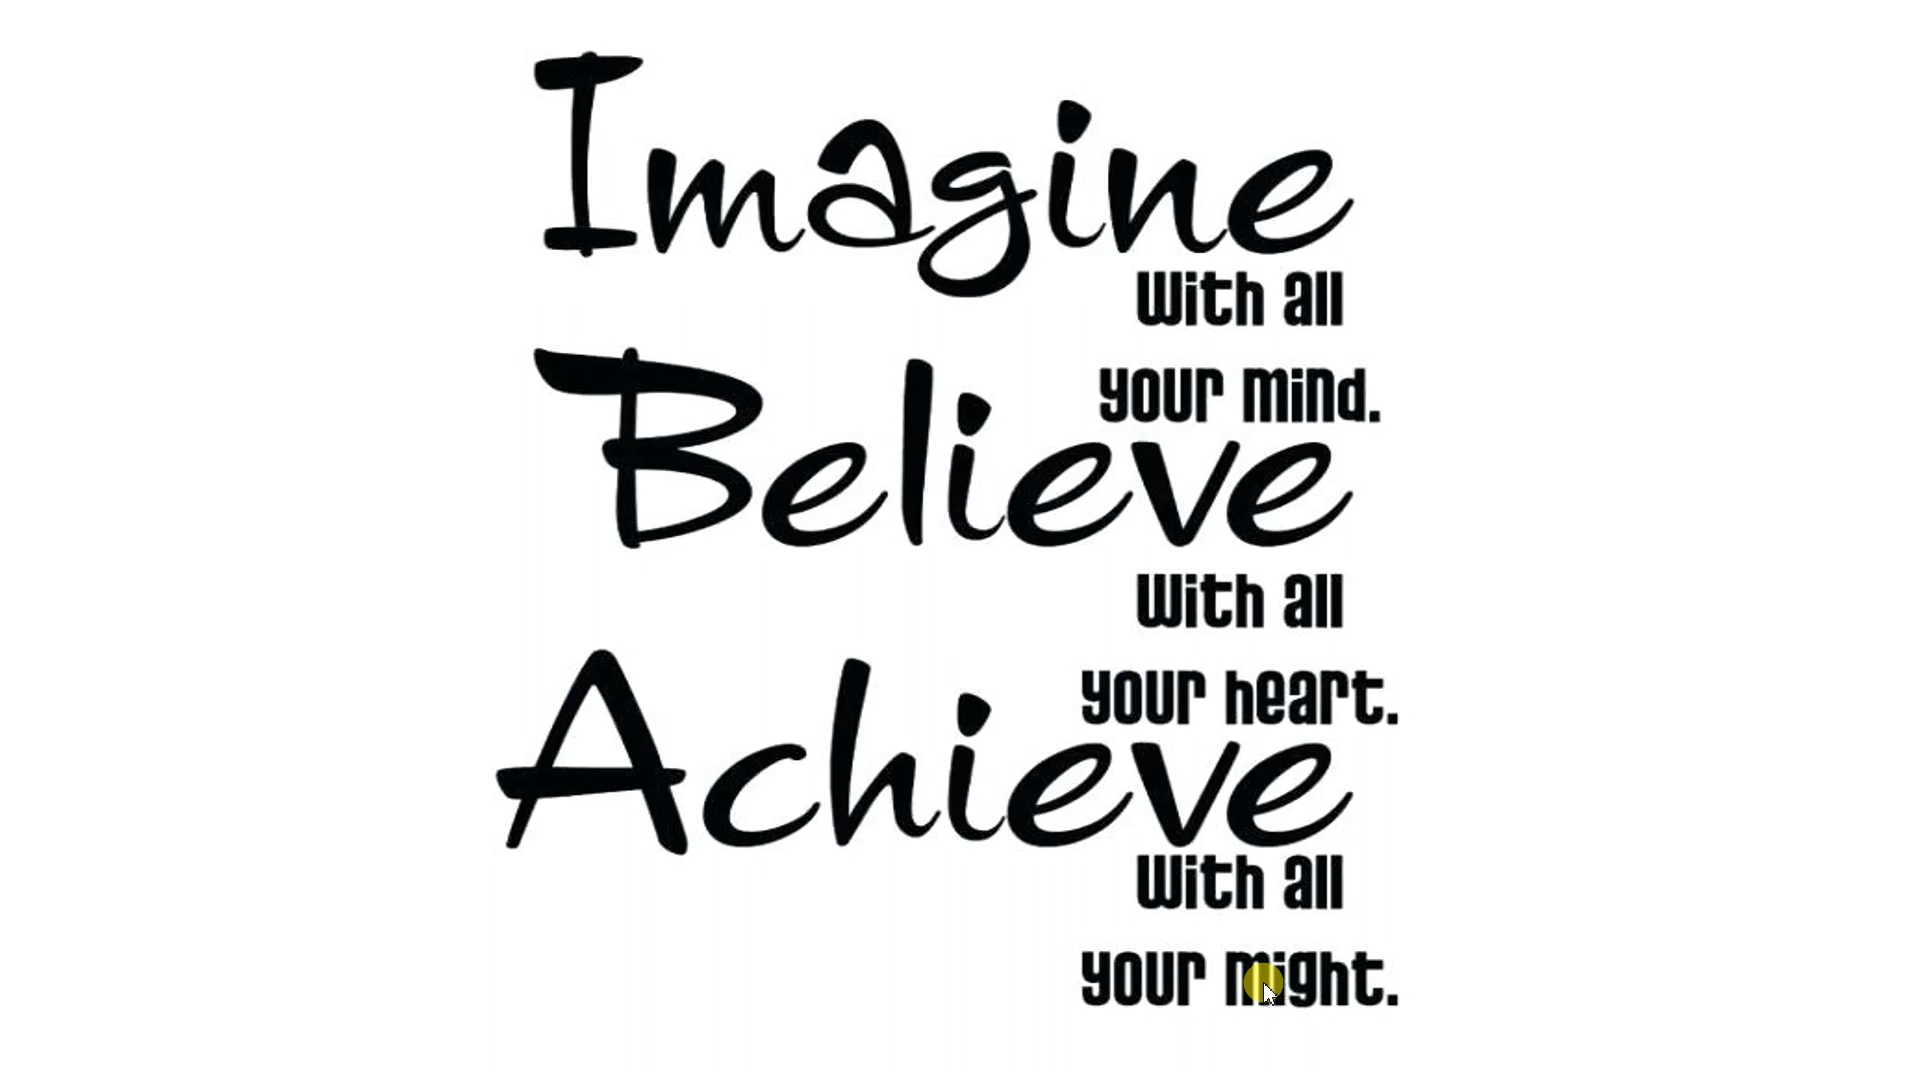 Imagine
with all
your mind.
Believe
with all
your heart.
Achieve
with all
your might.